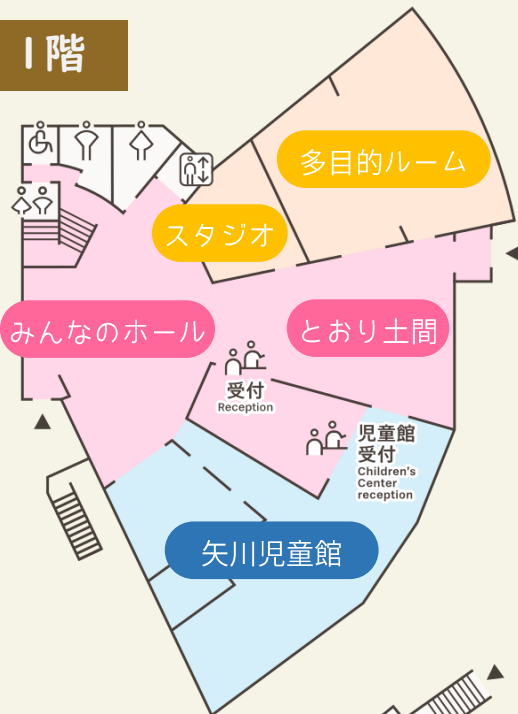 1階
多目的ルーム
スタジオ
みんなのホール
とおり土間
受付
Reception
児童館
受付
Children's
Center
reception
矢川児童館